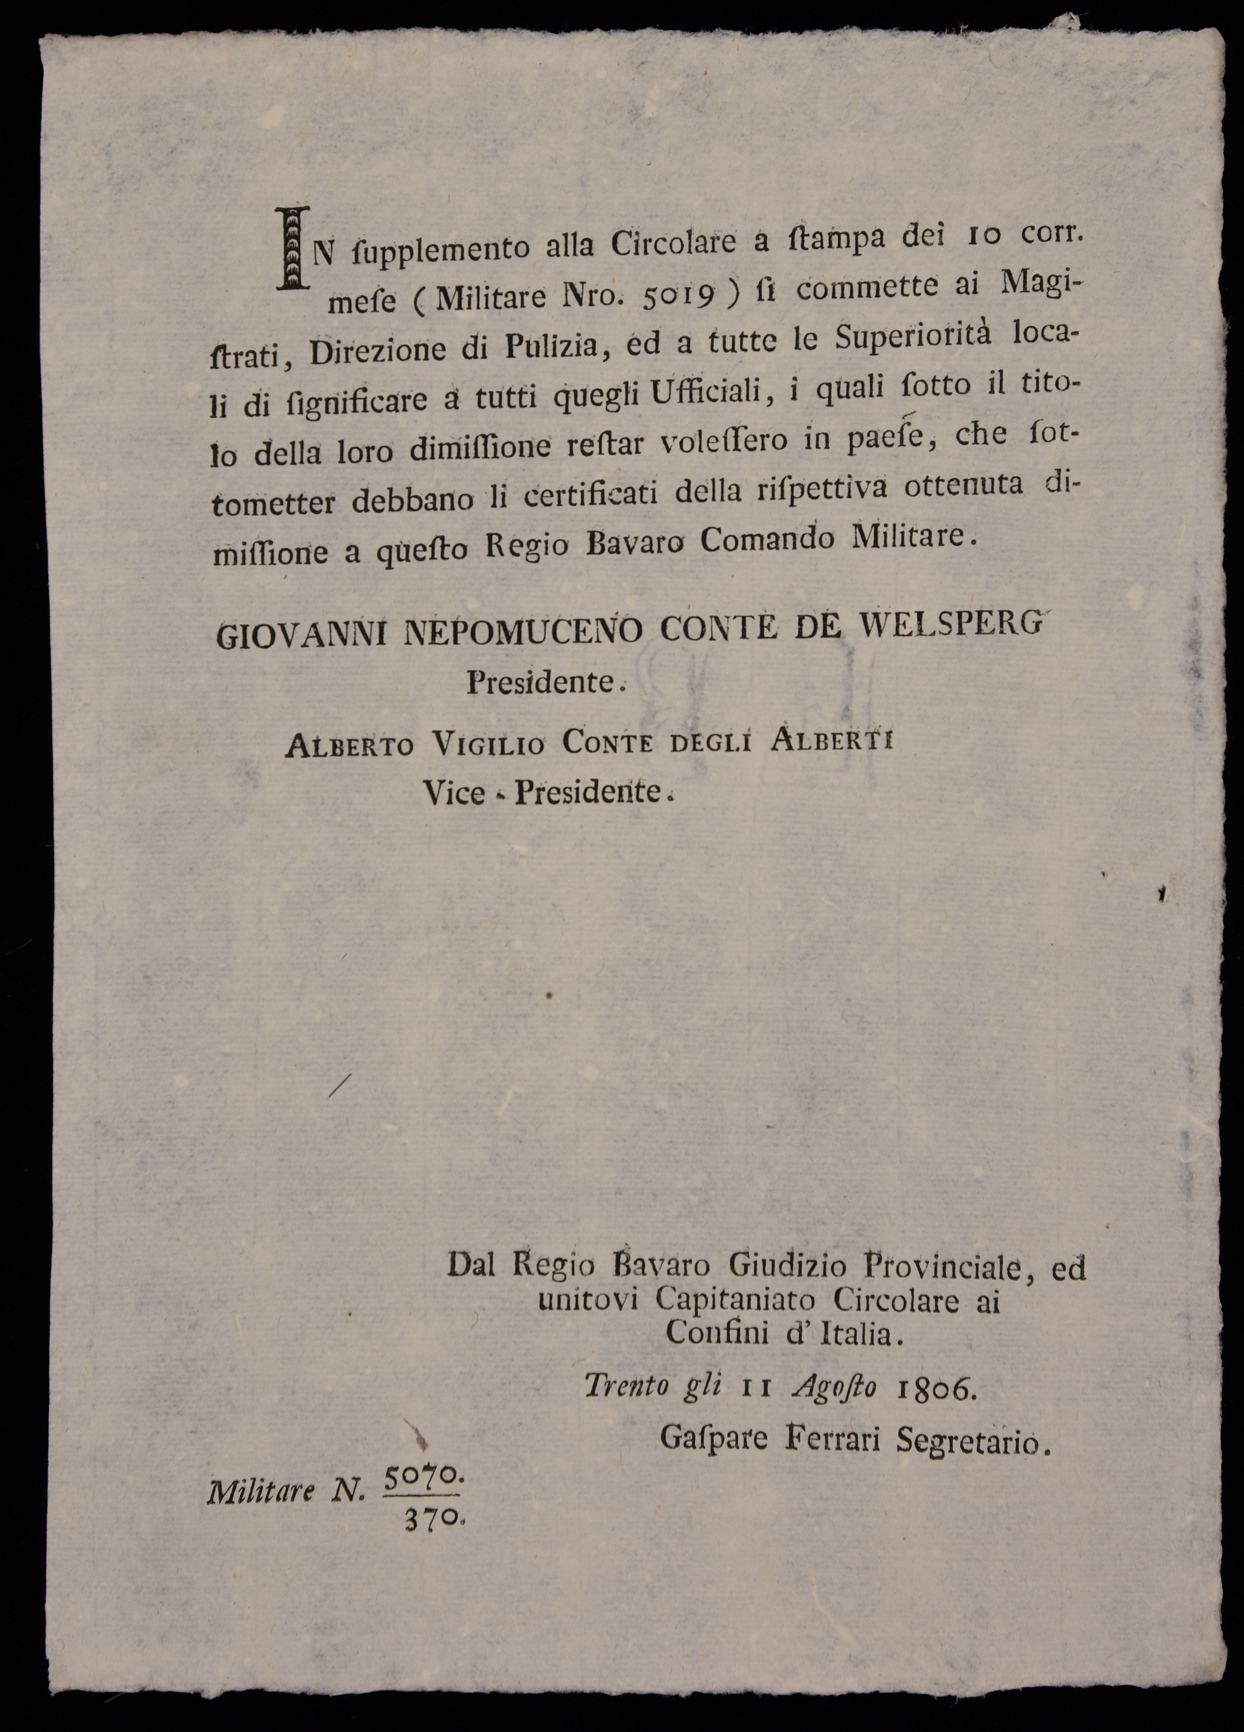 IN ſupplemento alla Circolare a ſtampa dei 10 corr.
meſe ( Militare Nro. 5019 ) ſi commette ai Magi-
ſtrati, Direzione di Pulizia, ed a tutte le Superiorità loca-
li di ſignificare a tutti quegli Ufficiali, i quali ſotto il tito-
lo della loro dimiſſione reſtar voleſſero in paeſe, che ſot-
tometter debbano li certificati della riſpettiva ottenuta di-
miſſione a queſto Regio Bavaro Comando Militare.
GIOVANNI NEPOMUCENO CONTE DE WELSPERG
Presidente.
ALBERTO VIGILIO CONTE DEGLI ALBERTI
Vice - Presidente.
Dal Regio Bavaro Giudizio Provinciale, ed
unitovi Capitaniato Circolare ai
Confini d' Italia.
Trento gli 11 Agoſto 1806.
Gaſpare Ferrari Segretario.
Militare N. 5070.
370.